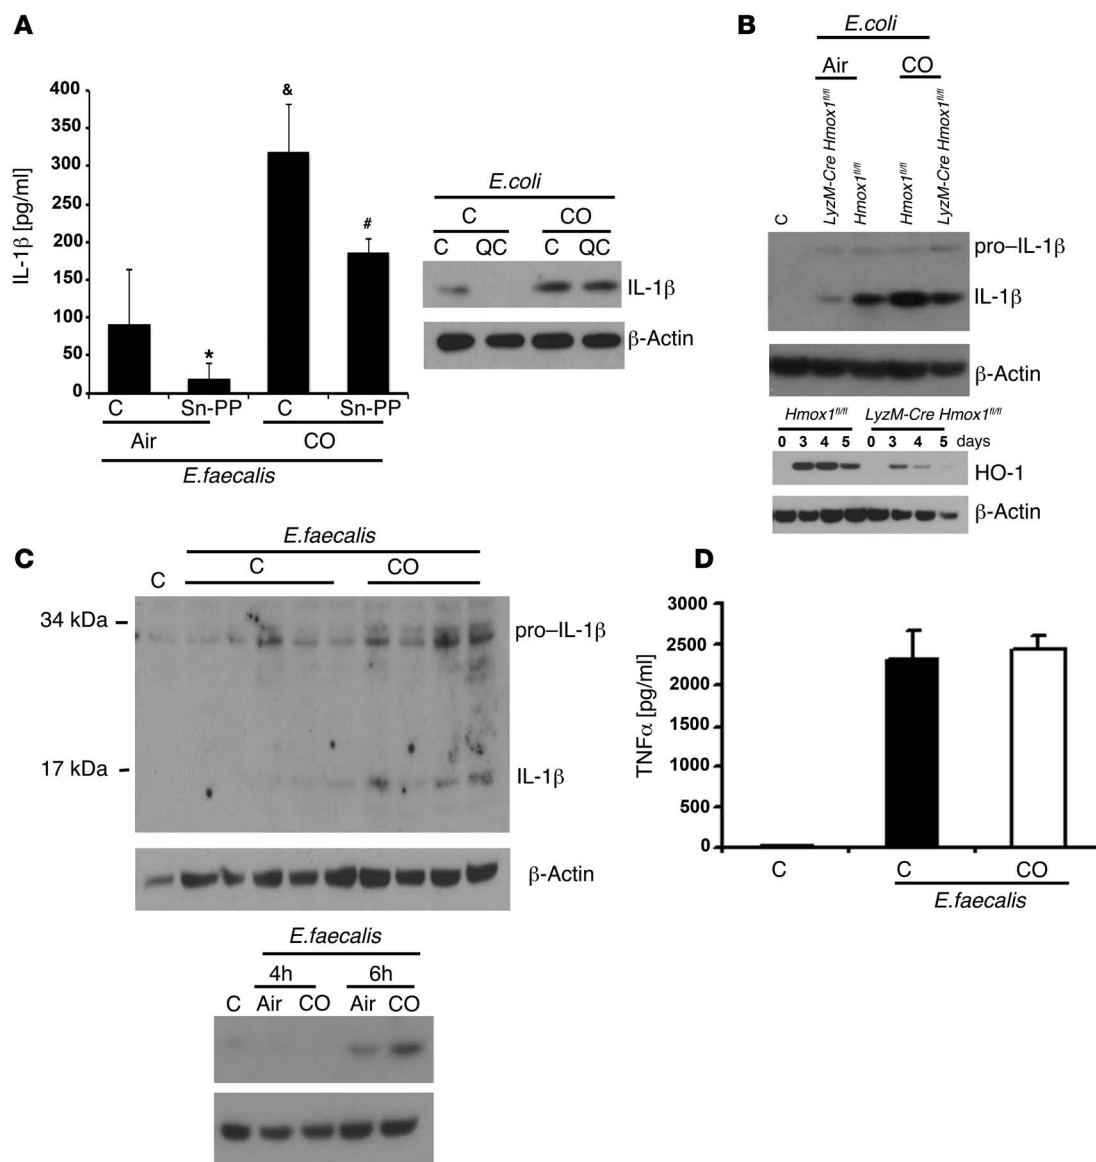 A
IL-1β [pg/ml]
400
350
300
250
200
150
100
50
0
&
*
#
C Sn-PP C Sn-PP
Air CO
E.faecalis
E.coli
C CO
C QC C QC
IL-1β
β-Actin
B
E.coli
Air CO
C LyzM-Cre Hmox1fl/fl Hmox1fl/fl Hmox1fl/fl LyzM-Cre Hmox1fl/fl
pro–IL-1β
IL-1β
β-Actin
Hmox1fl/fl LyzM-Cre Hmox1fl/fl
0 3 4 5 0 3 4 5 days
HO-1
β-Actin
C
E.faecalis
C C CO
34 kDa
pro–IL-1β
17 kDa
IL-1β
β-Actin
E.faecalis
4h 6h
C Air CO Air CO
D
TNFα [pg/ml]
3000
2500
2000
1500
1000
500
0
C C CO
E.faecalis